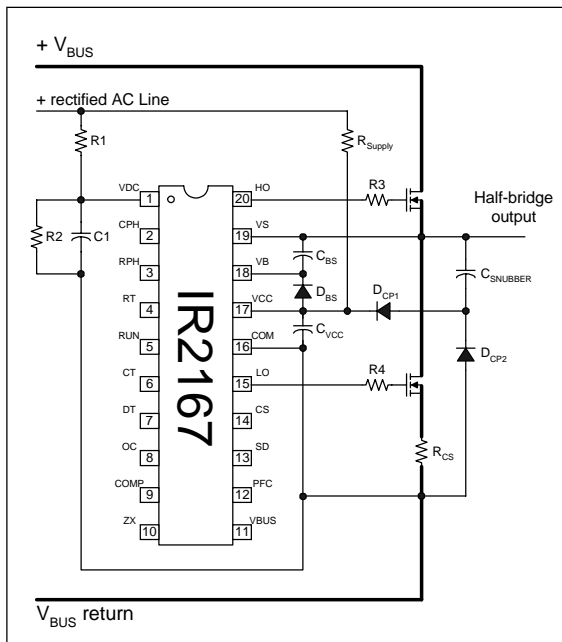 + V_BUS
+ rectified AC Line
R1
R_Supply
VDC 1
20 HO
R3
Half-bridge
output
R2
C1
CPH 2
19 VS
C_BS
C_SNUBBER
RPH 3
18 VB
D_BS
D_CP1
RT 4
17 VCC
C_VCC
D_CP2
RUN 5
16 COM
CT 6
15 LO
R4
DT 7
14 CS
R_CS
OC 8
13 SD
COMP 9
12 PFC
ZX 10
11 VBUS
IR2167
V_BUS return